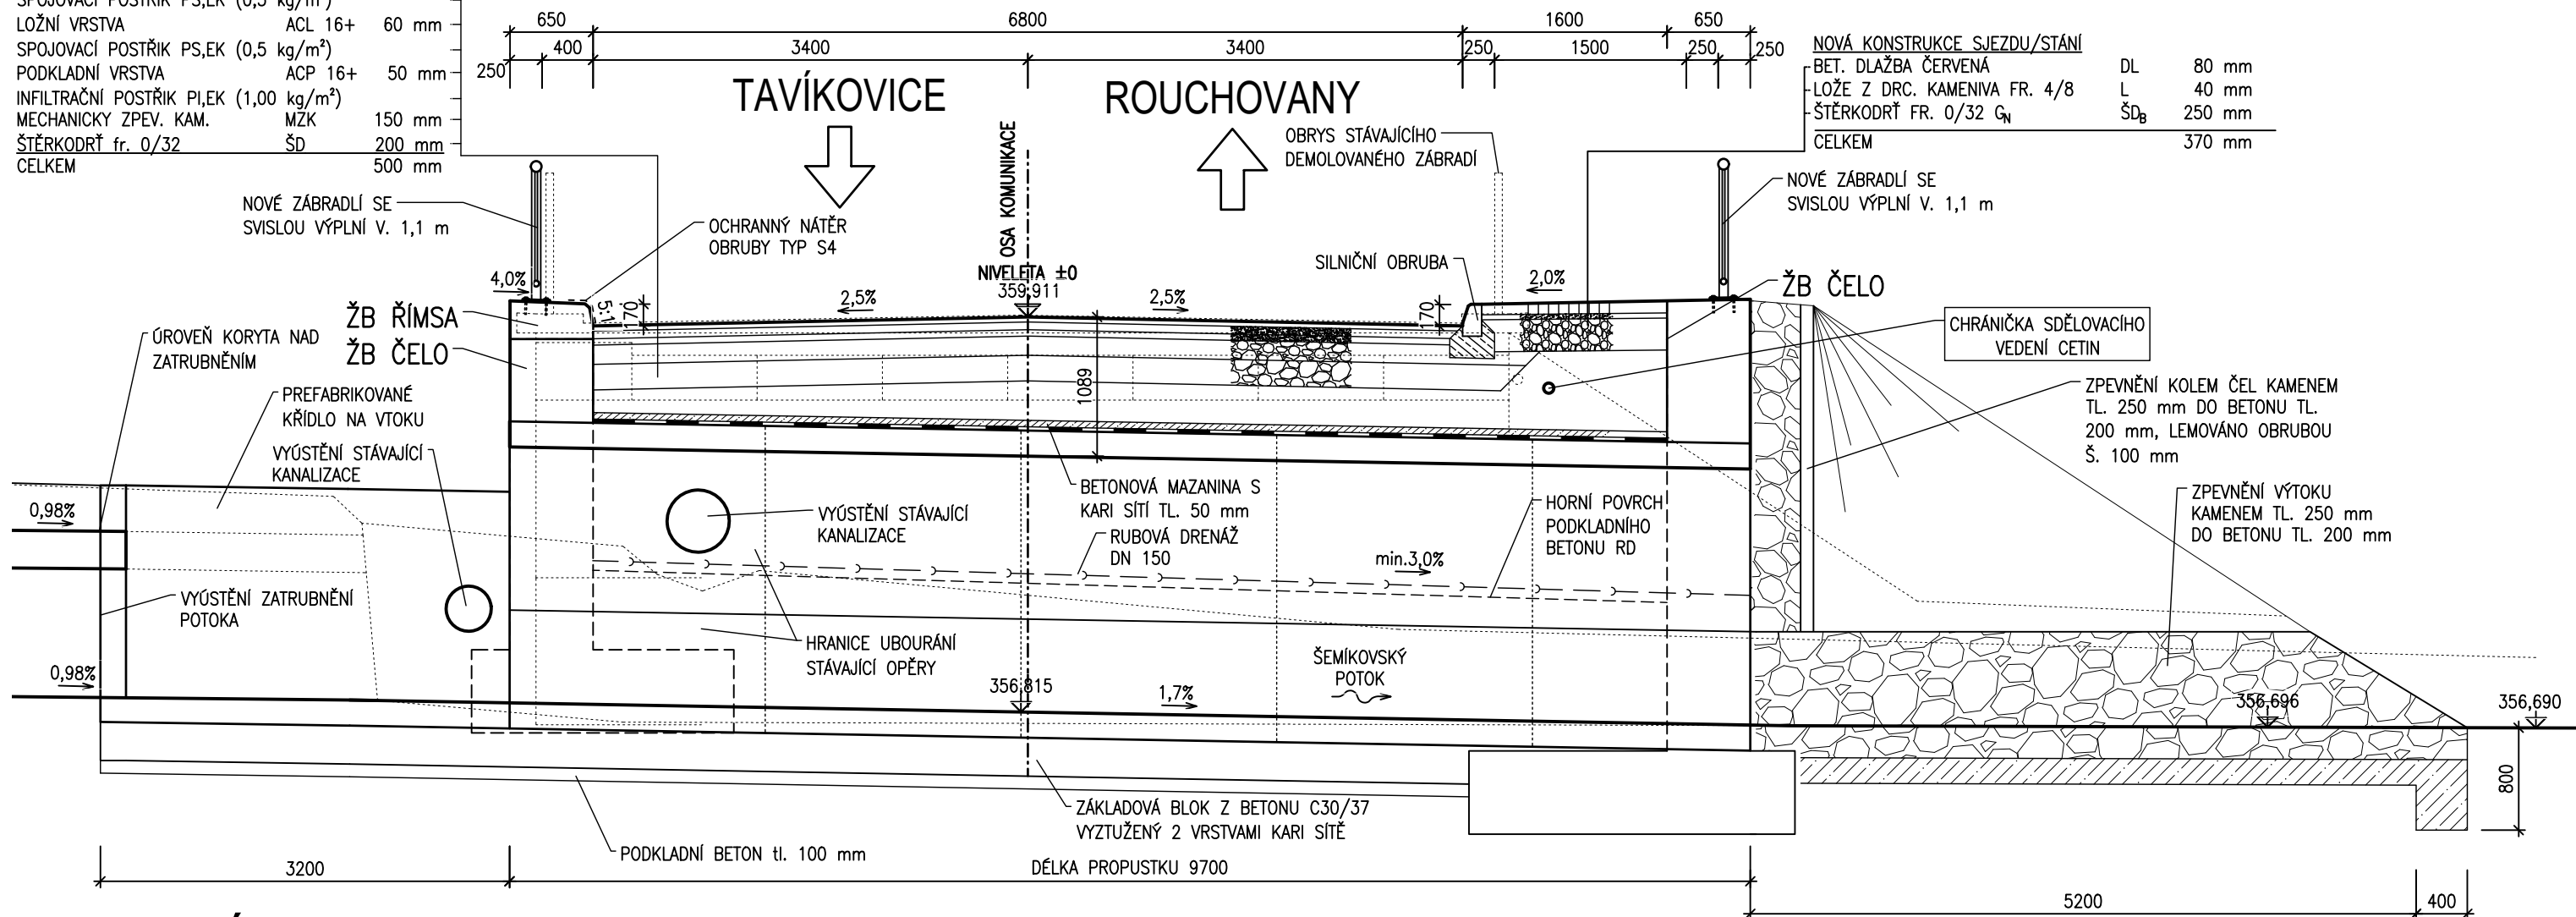 SPOJOVACÍ POSTŘIK PS,EK (0,5 kg/m²)
LOŽNÍ VRSTVA ACL 16+ 60 mm
SPOJOVACÍ POSTŘIK PS,EK (0,5 kg/m²)
PODKLADNÍ VRSTVA ACP 16+ 50 mm
INFILTRAČNÍ POSTŘIK PI,EK (1,00 kg/m²)
MECHANICKY ZPEV. KAM. MZK 150 mm
ŠTĚRKODRŤ fr. 0/32 ŠD 200 mm
CELKEM 500 mm
650 6800 1600 650
400 3400 3400 250 1500 250 250
250
NOVÁ KONSTRUKCE SJEZDU/STÁNÍ
BET. DLAŽBA ČERVENÁ DL 80 mm
LOŽE Z DRC. KAMENIVA FR. 4/8 L 40 mm
ŠTĚRKODRŤ FR. 0/32 GN ŠDB 250 mm
CELKEM 370 mm
TAVÍKOVICE
ROUCHOVANY
OSA KOMUNIKACE
OBRYS STÁVAJÍCÍHO
DEMOLOVANÉHO ZÁBRADÍ
NOVÉ ZÁBRADLÍ SE
SVISLOU VÝPLNÍ V. 1,1 m
OCHRANNÝ NÁTĚR
OBRUBY TYP S4
NOVÉ ZÁBRADLÍ SE
SVISLOU VÝPLNÍ V. 1,1 m
SILNIČNÍ OBRUBA
NIVELETA ±0
359,911
4,0%
5:1
170
2,5%
2,5%
170
2,0%
ŽB ČELO
ŽB ŘÍMSA
ŽB ČELO
ÚROVEŇ KORYTA NAD
ZATRUBNĚNÍM
CHRÁNIČKA SDĚLOVACÍHO
VEDENÍ CETIN
1089
PREFABRIKOVANÉ
KŘÍDLO NA VTOKU
ZPEVNĚNÍ KOLEM ČEL KAMENEM
TL. 250 mm DO BETONU TL.
200 mm, LEMOVÁNO OBRUBOU
Š. 100 mm
VYÚSTĚNÍ STÁVAJÍCÍ
KANALIZACE
BETONOVÁ MAZANINA S
KARI SÍTÍ TL. 50 mm
VYÚSTĚNÍ STÁVAJÍCÍ
KANALIZACE
HORNÍ POVRCH
PODKLADNÍHO
BETONU RD
ZPEVNĚNÍ VÝTOKU
KAMENEM TL. 250 mm
DO BETONU TL. 200 mm
0,98%
RUBOVÁ DRENÁŽ
DN 150
min.3,0%
VYÚSTĚNÍ ZATRUBNĚNÍ
POTOKA
HRANICE UBOURÁNÍ
STÁVAJÍCÍ OPĚRY
ŠEMÍKOVSKÝ
POTOK
0,98%
356,815
1,7%
356,696
356,690
800
ZÁKLADOVÁ BLOK Z BETONU C30/37
VYZTUŽENÝ 2 VRSTVAMI KARI SÍTĚ
PODKLADNÍ BETON tl. 100 mm
3200
DÉLKA PROPUSTKU 9700
5200
400